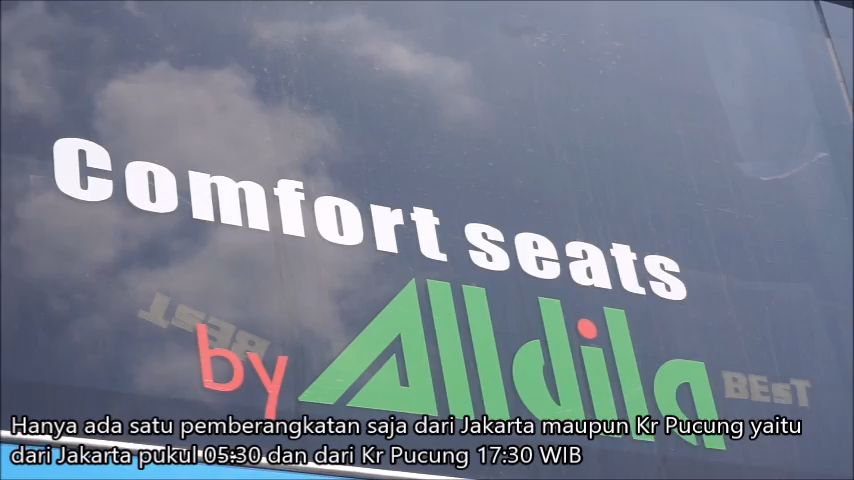 Comfort seats
BEST
by Alldila
BEST
Hanya ada satu pemberangkatan saja dari Jakarta maupun Kr Pucung yaitu
dari Jakarta pukul 05:30 dan dari Kr Pucung 17:30 WIB